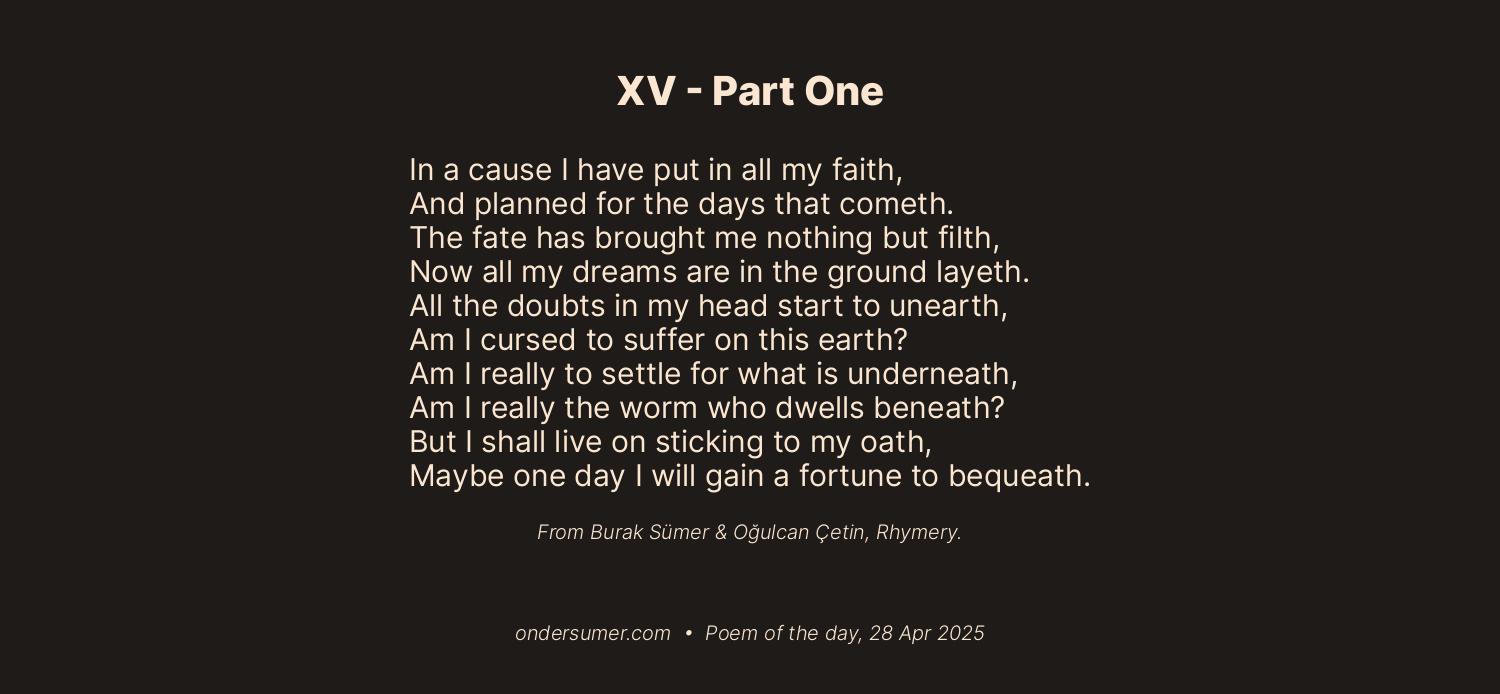 XV - Part One
In a cause I have put in all my faith,
And planned for the days that cometh.
The fate has brought me nothing but filth,
Now all my dreams are in the ground layeth.
All the doubts in my head start to unearth,
Am I cursed to suffer on this earth?
Am I really to settle for what is underneath,
Am I really the worm who dwells beneath?
But I shall live on sticking to my oath,
Maybe one day I will gain a fortune to bequeath.
From Burak Sümer & Oğulcan Çetin, Rhymery.
ondersumer.com • Poem of the day, 28 Apr 2025